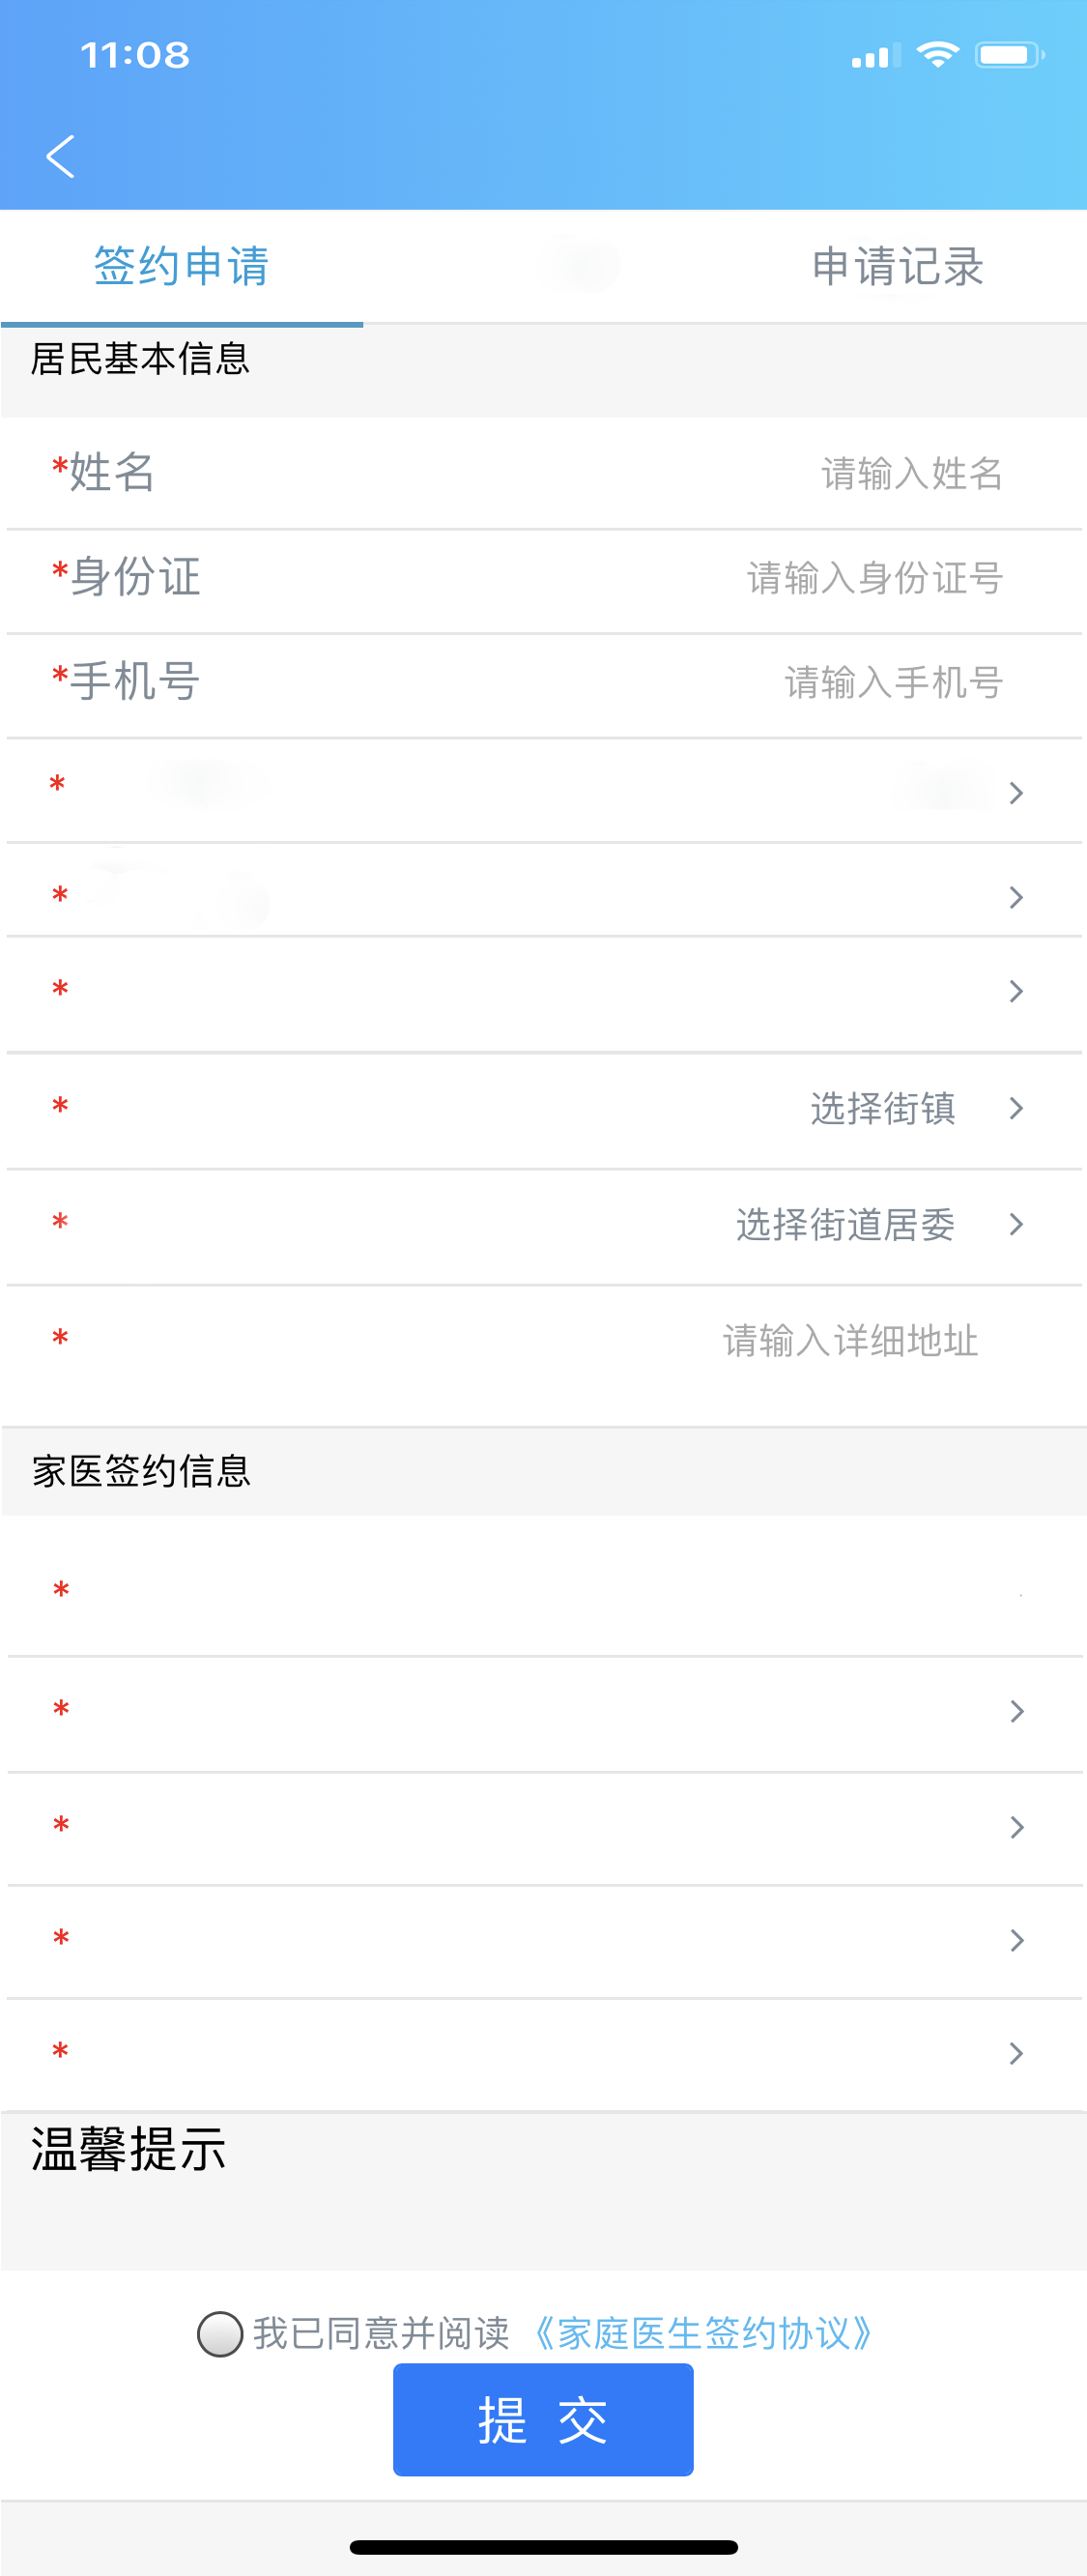 11:08
签约申请
申请记录
居民基本信息
*姓名 请输入姓名
*身份证 请输入身份证号
*手机号 请输入手机号
*
*
*
* 选择街镇
* 选择街道居委
* 请输入详细地址
家医签约信息
*
*
*
*
*
温馨提示
我已同意并阅读《家庭医生签约协议》
提 交